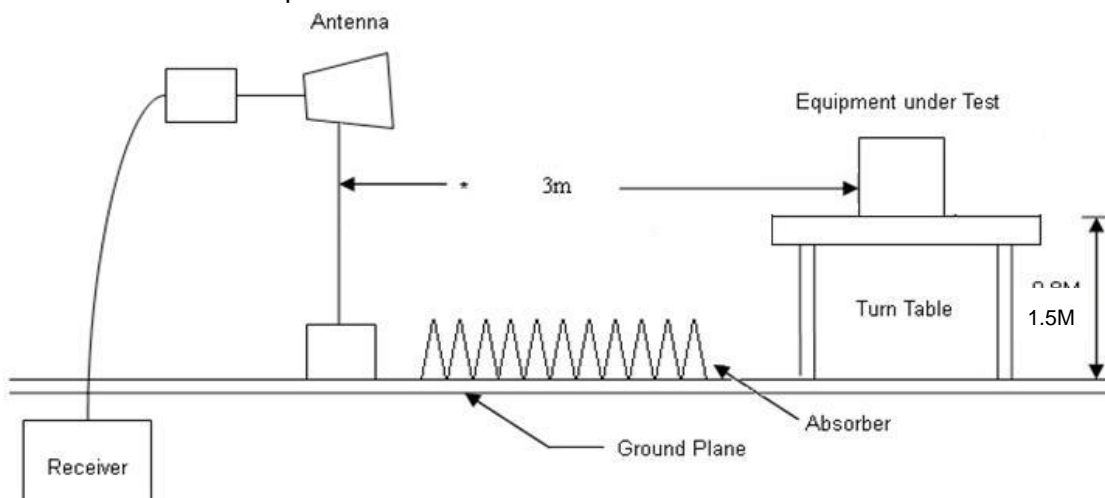 Antenna
Equipment under Test
*
3m
Turn Table
1.5M
Absorber
Ground Plane
Receiver